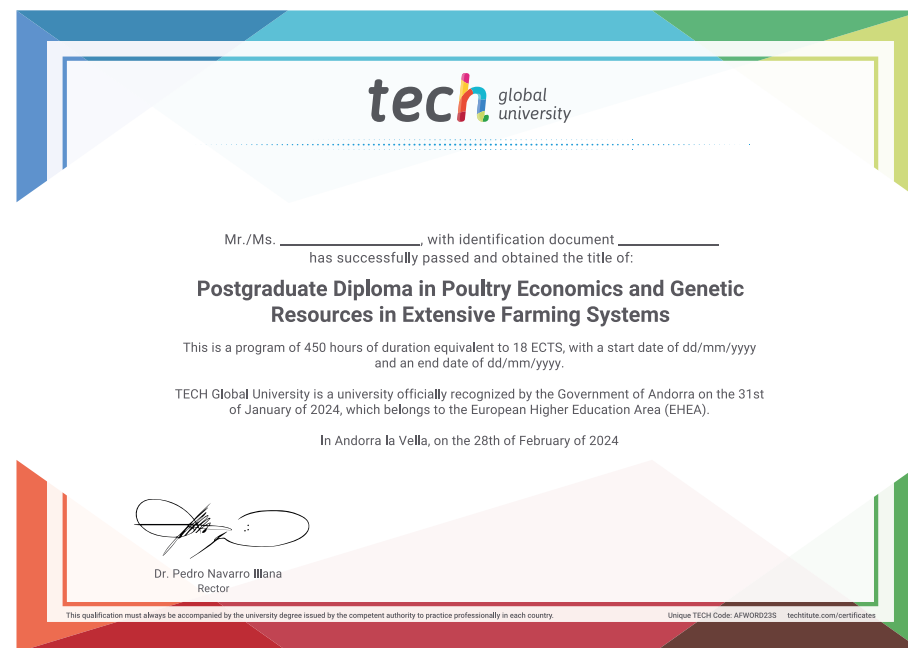 tech global
university
Mr./Ms. ____________, with identification document ____________
has successfully passed and obtained the title of:
Postgraduate Diploma in Poultry Economics and Genetic
Resources in Extensive Farming Systems
This is a program of 450 hours of duration equivalent to 18 ECTS, with a start date of dd/mm/yyyy
and an end date of dd/mm/yyyy.
TECH Global University is a university officially recognized by the Government of Andorra on the 31st
of January of 2024, which belongs to the European Higher Education Area (EHEA).
In Andorra la Vella, on the 28th of February of 2024
Dr. Pedro Navarro Illana
Rector
This qualification must always be accompanied by the university degree issued by the competent authority to practice professionally in each country. Unique TECH Code: AFWORD23S techtitute.com/certificates